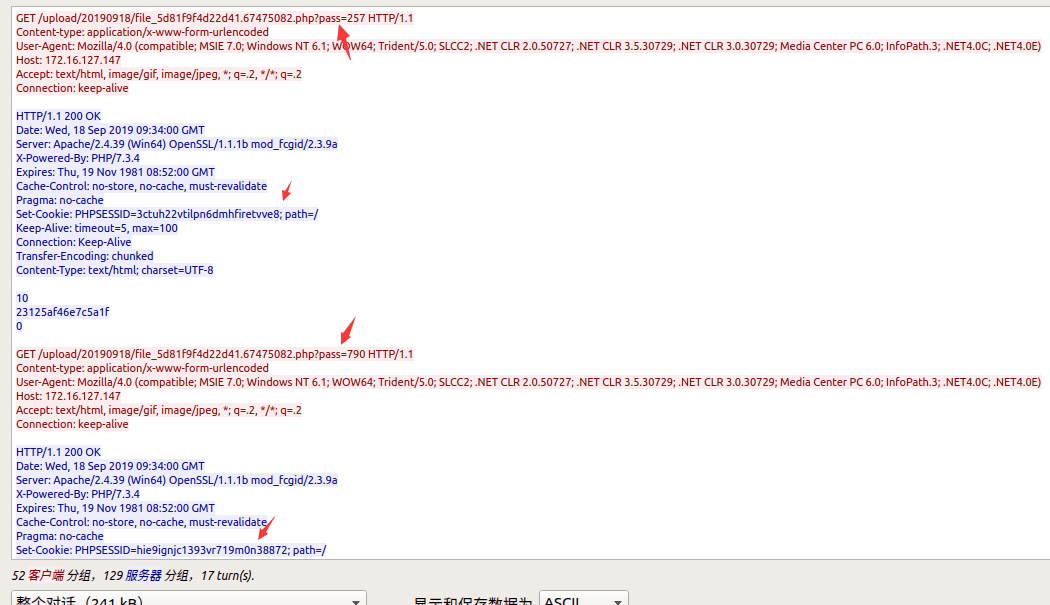 GET /upload/20190918/file_5d81f9f4d22d41.67475082.php?pass=257 HTTP/1.1
Content-type: application/x-www-form-urlencoded
User-Agent: Mozilla/4.0 (compatible; MSIE 7.0; Windows NT 6.1; WOW64; Trident/5.0; SLCC2; .NET CLR 2.0.50727; .NET CLR 3.5.30729; .NET CLR 3.0.30729; Media Center PC 6.0; InfoPath.3; .NET4.0C; .NET4.0E)
Host: 172.16.127.147
Accept: text/html, image/gif, image/jpeg, *; q=.2, */*; q=.2
Connection: keep-alive
HTTP/1.1 200 OK
Date: Wed, 18 Sep 2019 09:34:00 GMT
Server: Apache/2.4.39 (Win64) OpenSSL/1.1.1b mod_fcgid/2.3.9a
X-Powered-By: PHP/7.3.4
Expires: Thu, 19 Nov 1981 08:52:00 GMT
Cache-Control: no-store, no-cache, must-revalidate
Pragma: no-cache
Set-Cookie: PHPSESSID=3ctuh22vtilpn6dmhfiretvve8; path=/
Keep-Alive: timeout=5, max=100
Connection: Keep-Alive
Transfer-Encoding: chunked
Content-Type: text/html; charset=UTF-8
10
23125af46e7c5a1f
0
GET /upload/20190918/file_5d81f9f4d22d41.67475082.php?pass=790 HTTP/1.1
Content-type: application/x-www-form-urlencoded
User-Agent: Mozilla/4.0 (compatible; MSIE 7.0; Windows NT 6.1; WOW64; Trident/5.0; SLCC2; .NET CLR 2.0.50727; .NET CLR 3.5.30729; .NET CLR 3.0.30729; Media Center PC 6.0; InfoPath.3; .NET4.0C; .NET4.0E)
Host: 172.16.127.147
Accept: text/html, image/gif, image/jpeg, *; q=.2, */*; q=.2
Connection: keep-alive
HTTP/1.1 200 OK
Date: Wed, 18 Sep 2019 09:34:00 GMT
Server: Apache/2.4.39 (Win64) OpenSSL/1.1.1b mod_fcgid/2.3.9a
X-Powered-By: PHP/7.3.4
Expires: Thu, 19 Nov 1981 08:52:00 GMT
Cache-Control: no-store, no-cache, must-revalidate
Pragma: no-cache
Set-Cookie: PHPSESSID=hie9ignjc1393vr719m0n38872; path=/
52 客户端 分组，129 服务器 分组，17 turn(s).
整个对话（241 kB） 显示和保存数据为 ASCII